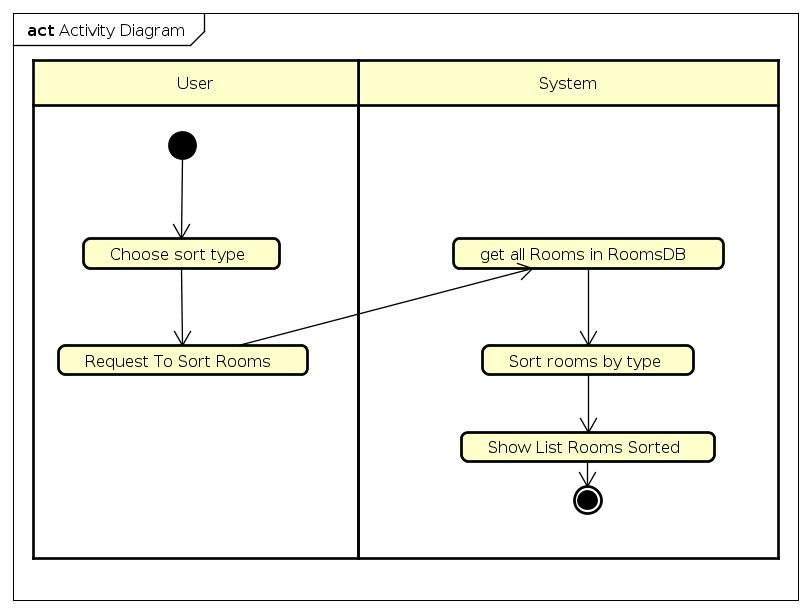 act Activity Diagram
User
System
Choose sort type
get all Rooms in RoomsDB
Request To Sort Rooms
Sort rooms by type
Show List Rooms Sorted